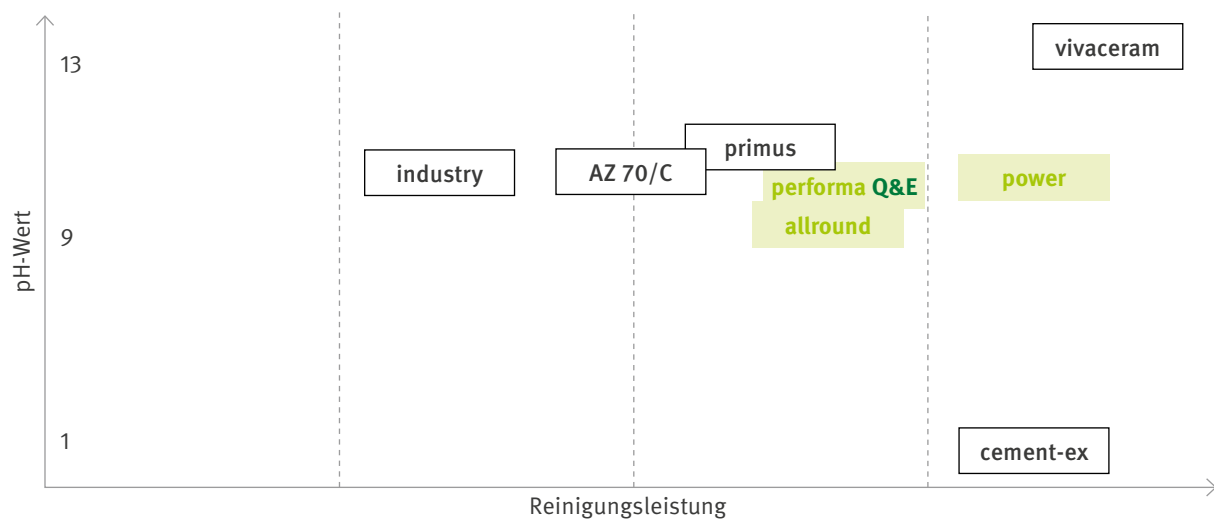 13
vivaceram
primus
industry
AZ 70/C
performa Q&E
power
allround
9
pH-Wert
1
cement-ex
Reinigungsleistung